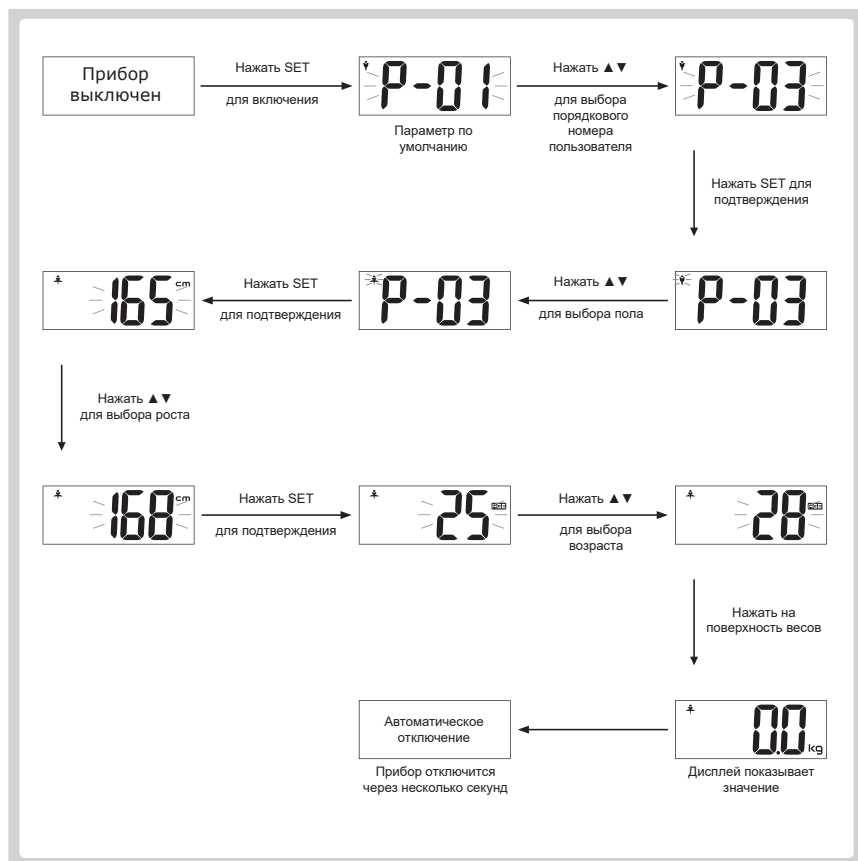 Прибор
выключен
Нажать SET
для включения
P-01
Параметр по
умолчанию
Нажать ▲▼
для выбора
порядкового
номера
пользователя
P-03
Нажать SET для
подтверждения
P-03
Нажать ▲▼
для выбора пола
P-03
Нажать SET
для подтверждения
165 cm
Нажать ▲▼
для выбора роста
168 cm
Нажать SET
для подтверждения
25 AGE
Нажать ▲▼
для выбора
возраста
28 AGE
Нажать на
поверхность весов
0.0 kg
Дисплей показывает
значение
Автоматическое
отключение
Прибор отключится
через несколько секунд